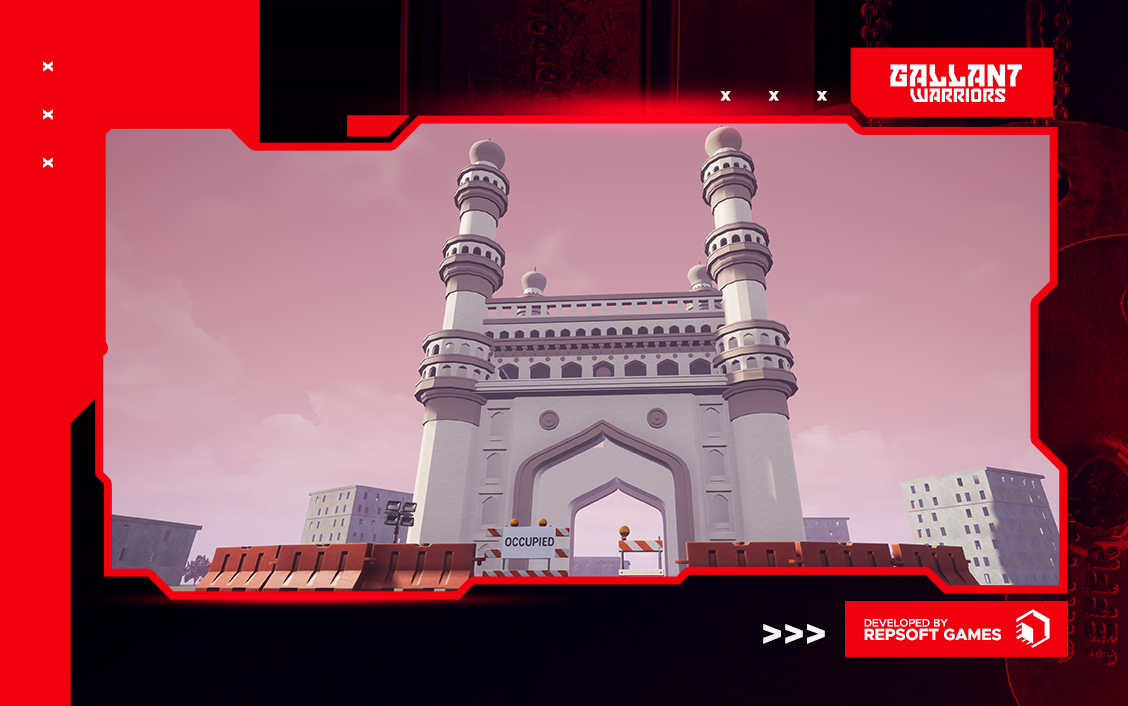 x
x x x
x
x
GALLANT
WARRIORS
OCCUPIED
>>>
DEVELOPED BY
REPSOFT GAMES